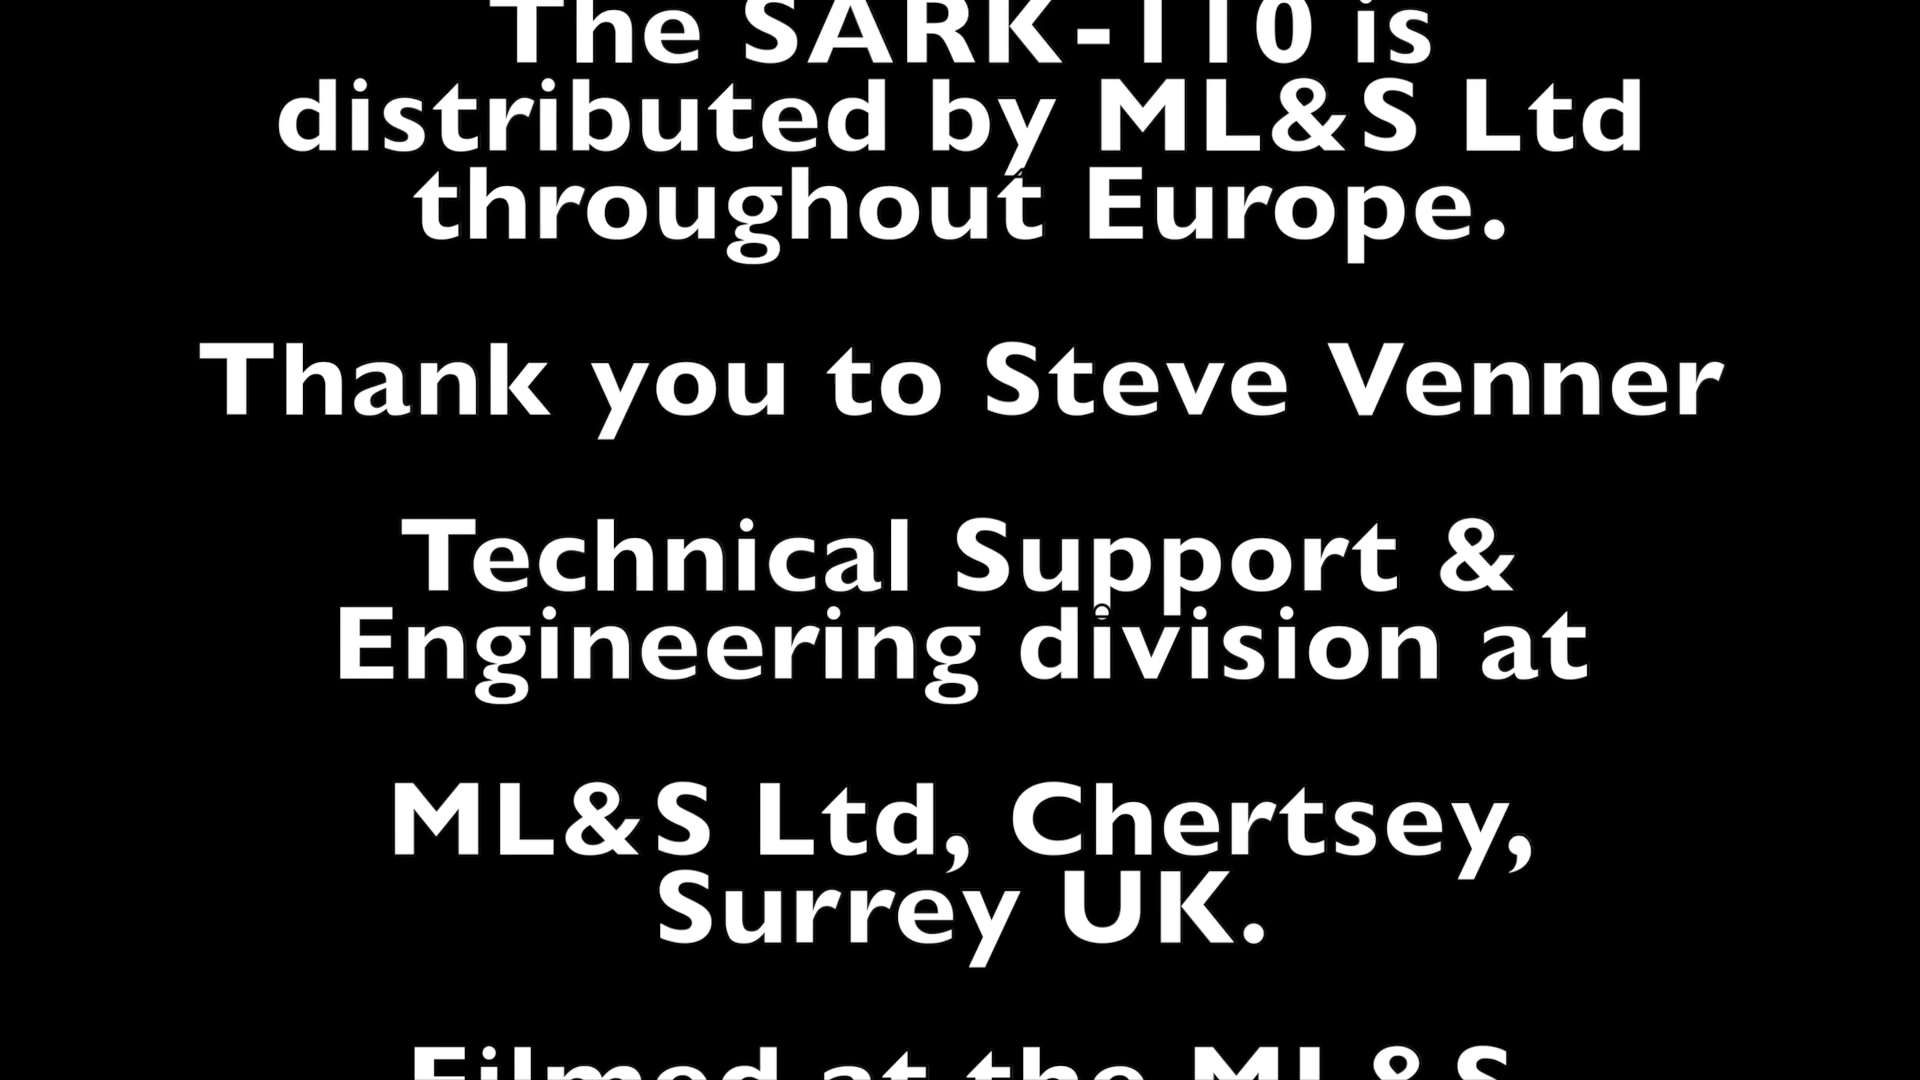 The SARK-110 is
distributed by ML&S Ltd
throughout Europe.
Thank you to Steve Venner
Technical Support &
Engineering division at
ML&S Ltd, Chertsey,
Surrey UK.
Filmed at the ML&S